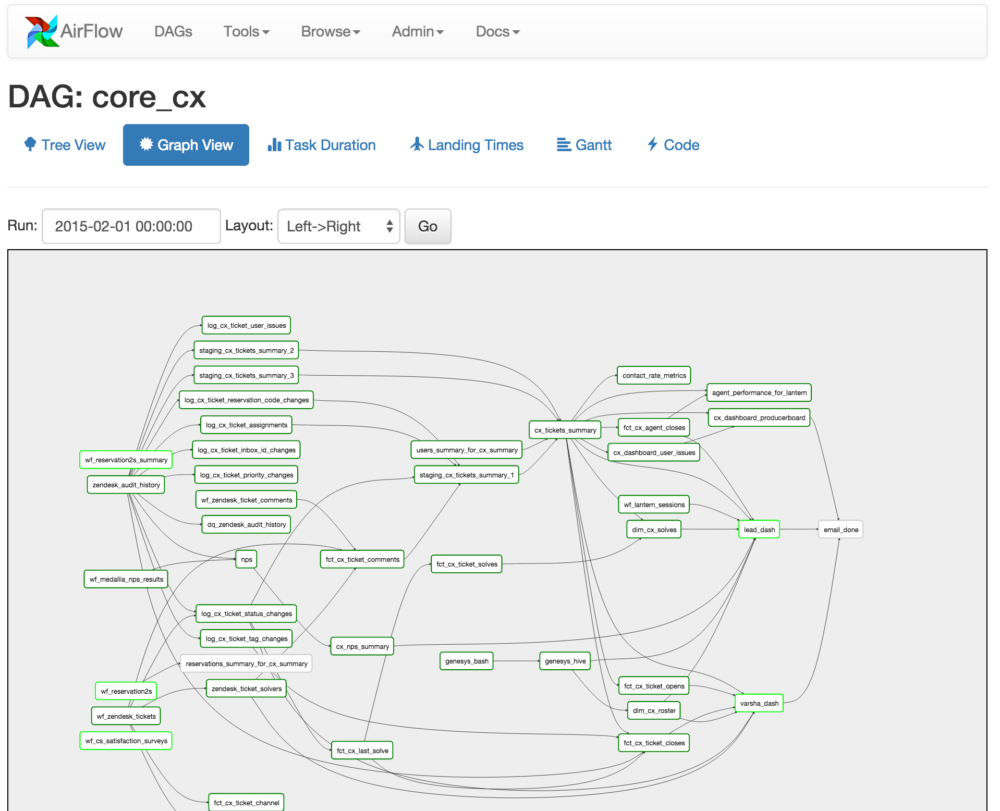 AirFlow DAGs Tools Browse Admin Docs
DAG: core_cx
Tree View Graph View Task Duration Landing Times Gantt Code
Run: 2015-02-01 00:00:00 Layout: Left->Right Go
log_cx_ticket_user_issues
staging_cx_tickets_summary_2
staging_cx_tickets_summary_3
contact_rate_metrics
agent_performance_for_lantern
log_cx_ticket_reservation_code_changes
cx_dashboard_producerboard
log_cx_ticket_assignments
fct_cx_agent_closes
cx_tickets_summary
log_cx_ticket_inbox_id_changes
users_summary_for_cx_summary
cx_dashboard_user_issues
wf_reservation2s_summary
log_cx_ticket_priority_changes
staging_cx_tickets_summary_1
zendesk_audit_history
wf_zendesk_ticket_comments
wf_lantern_sessions
dq_zendesk_audit_history
dim_cx_solves
lead_dash
email_done
nps
fct_cx_ticket_comments
fct_cx_ticket_solves
wf_medallia_nps_results
log_cx_ticket_status_changes
log_cx_ticket_tag_changes
cx_nps_summary
genesys_bash
genesys_hive
reservations_summary_for_cx_summary
fct_cx_ticket_opens
zendesk_ticket_solvers
wf_reservation2s
varsha_dash
dim_cx_roster
wf_zendesk_tickets
wf_cs_satisfaction_surveys
fct_cx_ticket_closes
fct_cx_last_solve
fct_cx_ticket_channel